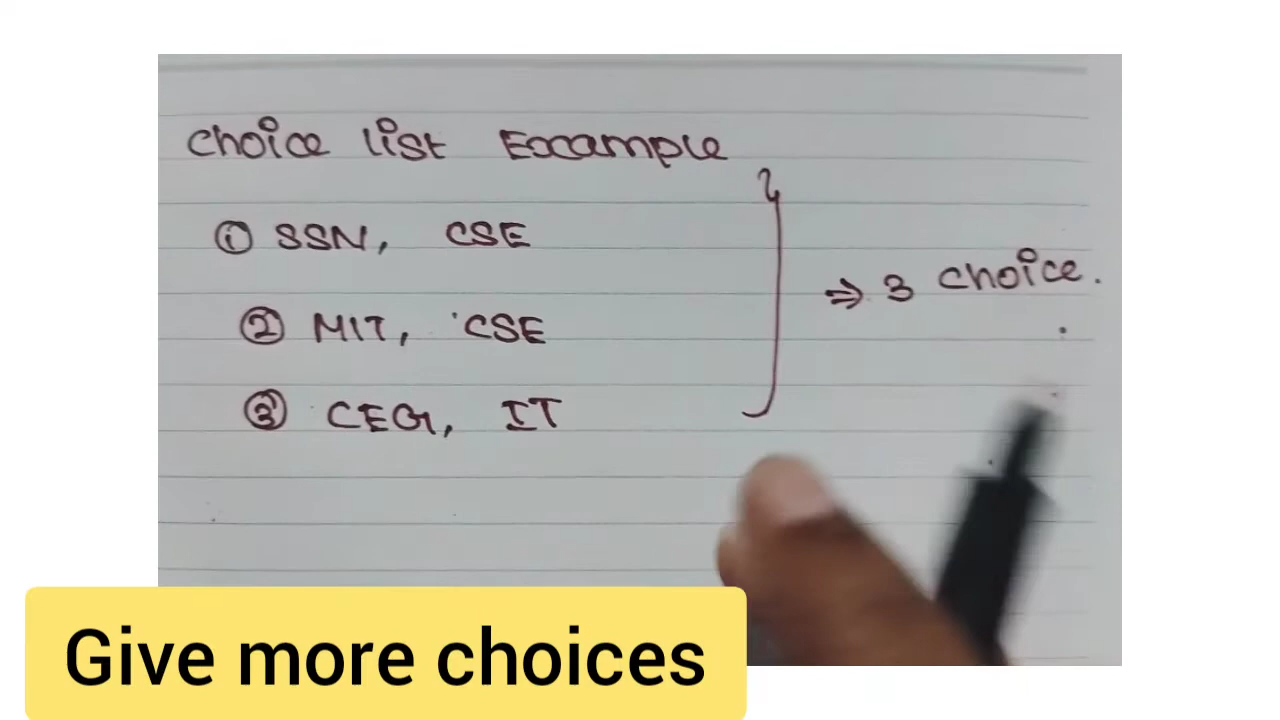 Choice list Example
① SSN, CSE
② MIT, CSE
③ CEG, IT
⇒ 3 choice.
Give more choices